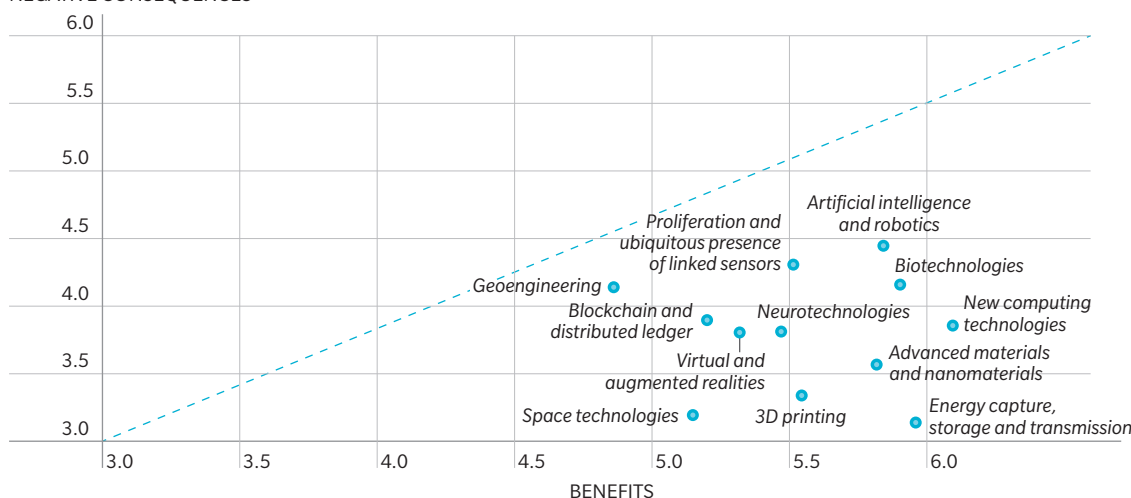 6.0
5.5
5.0
4.5
4.0
3.5
3.0
Artificial intelligence
and robotics
Proliferation and
ubiquitous presence
of linked sensors
Biotechnologies
Geoengineering
Blockchain and
distributed ledger
Neurotechnologies
New computing
technologies
Virtual and
augmented realities
Advanced materials
and nanomaterials
Space technologies
3D printing
Energy capture,
storage and transmission
3.0 3.5 4.0 4.5 5.0 5.5 6.0
BENEFITS